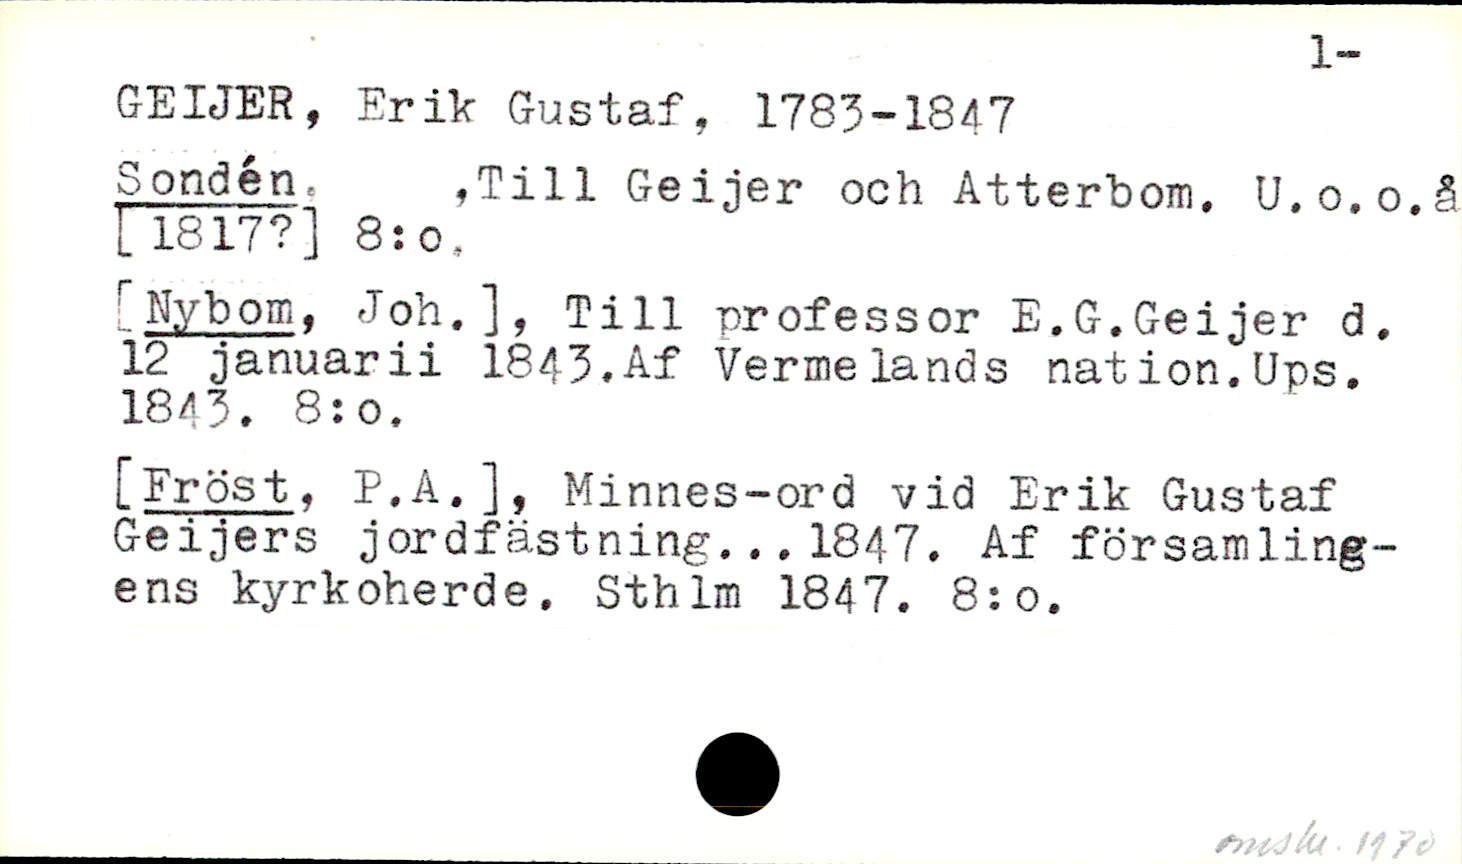 1-
GEIJER, Erik Gustaf, 1783-1847
Sondén,    ,Till Geijer och Atterbom. U.o.o.å
[1817?] 8:o.
[Nybom, Joh.], Till professor E.G.Geijer d.
12 januarii 1843.Af Vermelands nation.Ups.
1843. 8:o.
[Fröst, P.A.], Minnes-ord vid Erik Gustaf
Geijers jordfästning...1847. Af församling-
ens kyrkoherde. Sthlm 1847. 8:o.
omskr. 1970